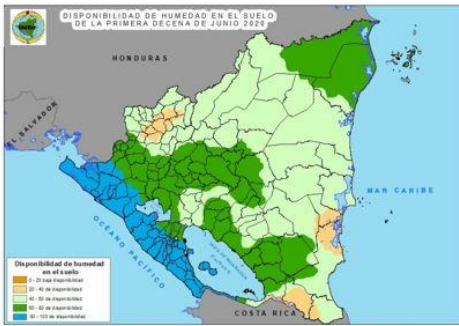 DISPONIBILIDAD DE HUMEDAD EN EL SUELO
DE LA PRIMERA DECENA DE JUNIO 2020
HONDURAS
EL SALVADOR
MAR CARIBE
OCÉANO PACÍFICO
COSTA RICA
Disponibilidad de humedad
en el suelo
0 - 20 baja disponibilidad
20 - 40 de disponibilidad
40 - 60 de disponibilidad
60 - 80 de disponibilidad
80 - 100 de disponibilidad